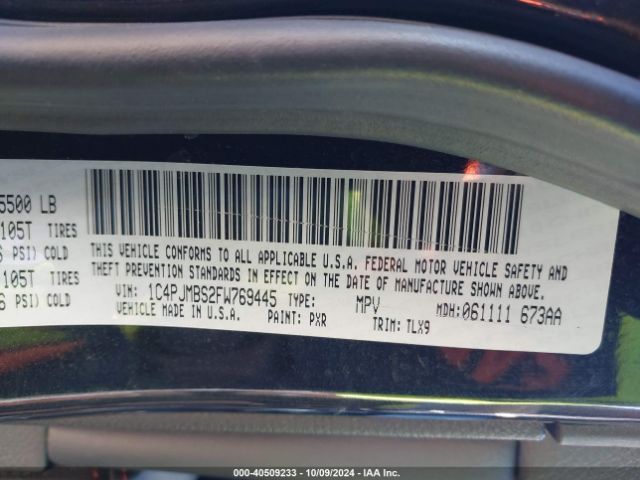 5500 LB
105T TIRES
PSI) COLD
105T TIRES
PSI) COLD
THIS VEHICLE CONFORMS TO ALL APPLICABLE U.S.A. FEDERAL MOTOR VEHICLE SAFETY AND
THEFT PREVENTION STANDARDS IN EFFECT ON THE DATE OF MANUFACTURE SHOWN ABOVE.
VIN: 1C4PJMBS2FW769445 TYPE: MPV MDH:061111 673AA
VEHICLE MADE IN U.S.A. PAINT: PXR TRIM: TLX9
000-40509233 - 10/09/2024 - IAA Inc.